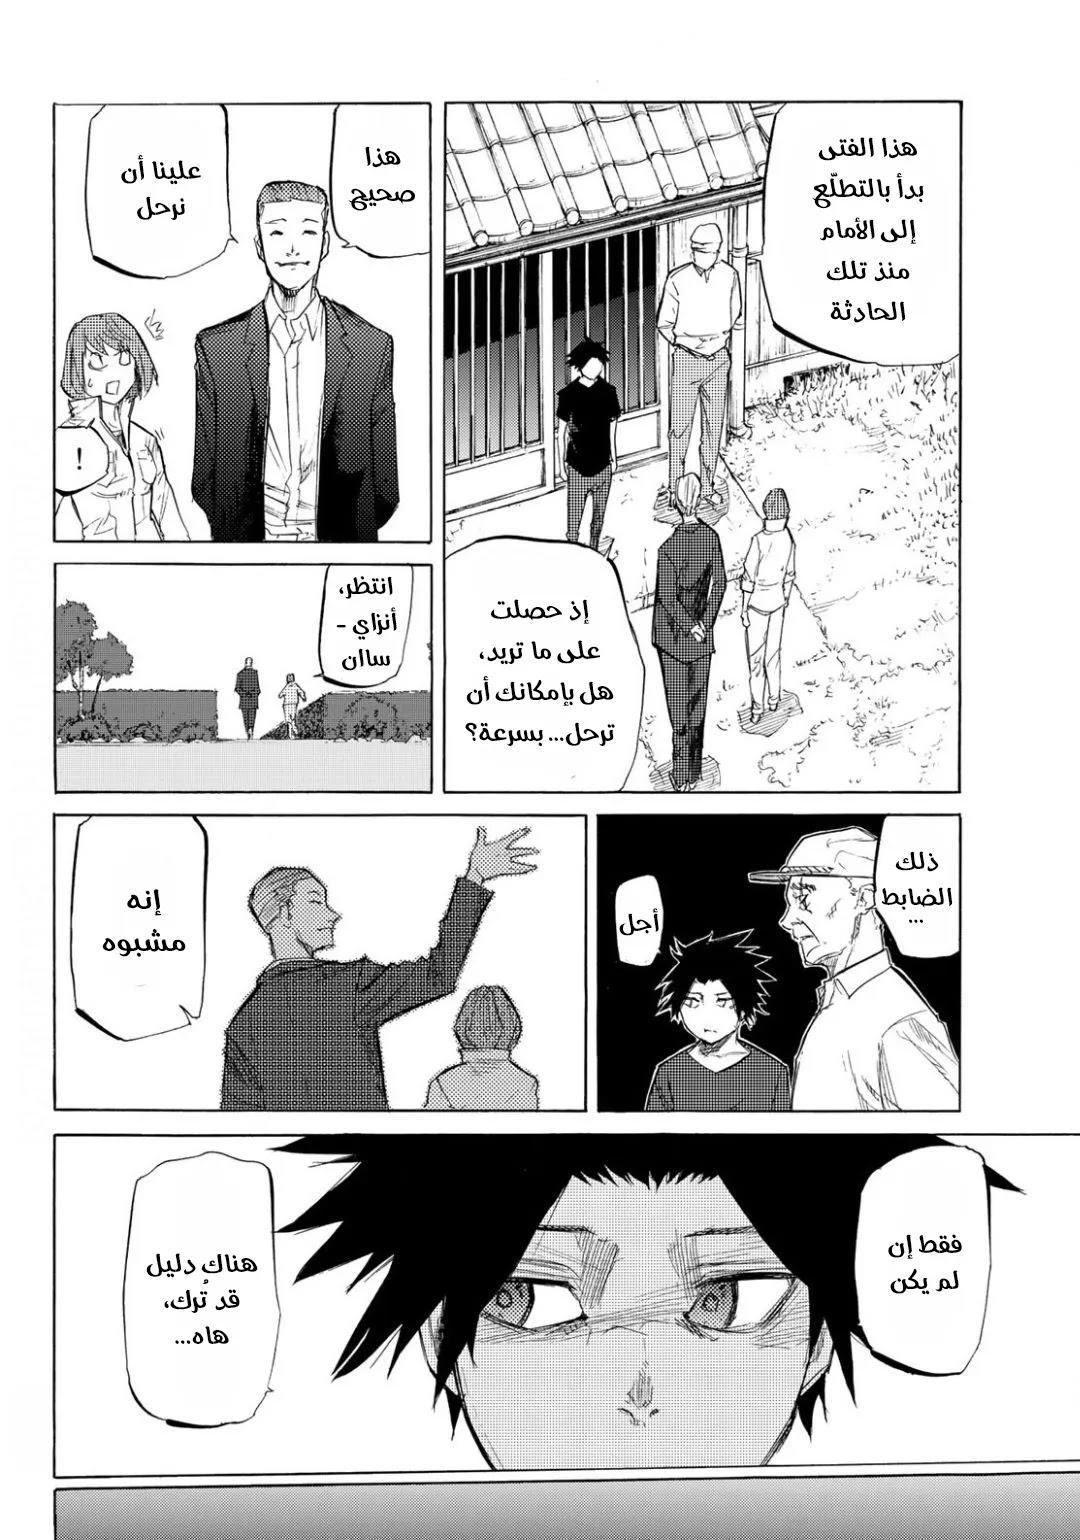 هذا الفتى
بدأ بالتطلّع
إلى الأمام
منذ تلك
الحادثة
إذ حصلت
على ما تريد،
هل بإمكانك أن
ترحل... بسرعة؟
هذا
صحيح
علينا أن
نرحل
!
انتظر،
أنزاي -
ساان
ذلك
الضابط
...
أجل
إنه
مشبوه
فقط إن
لم يكن
هناك دليل
قد تُرك،
هاه...